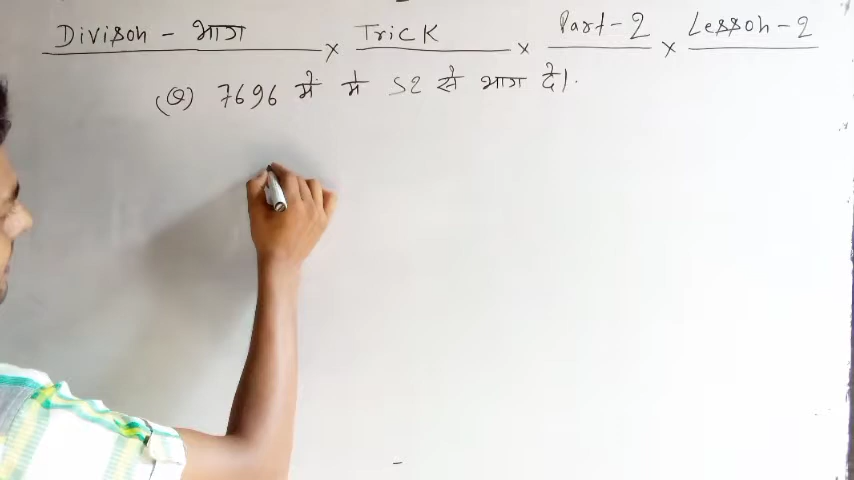 Divison - भाग × Trick × Part-2 × Lesson-2
(Q) 7696 में में 52 से भाग दे।